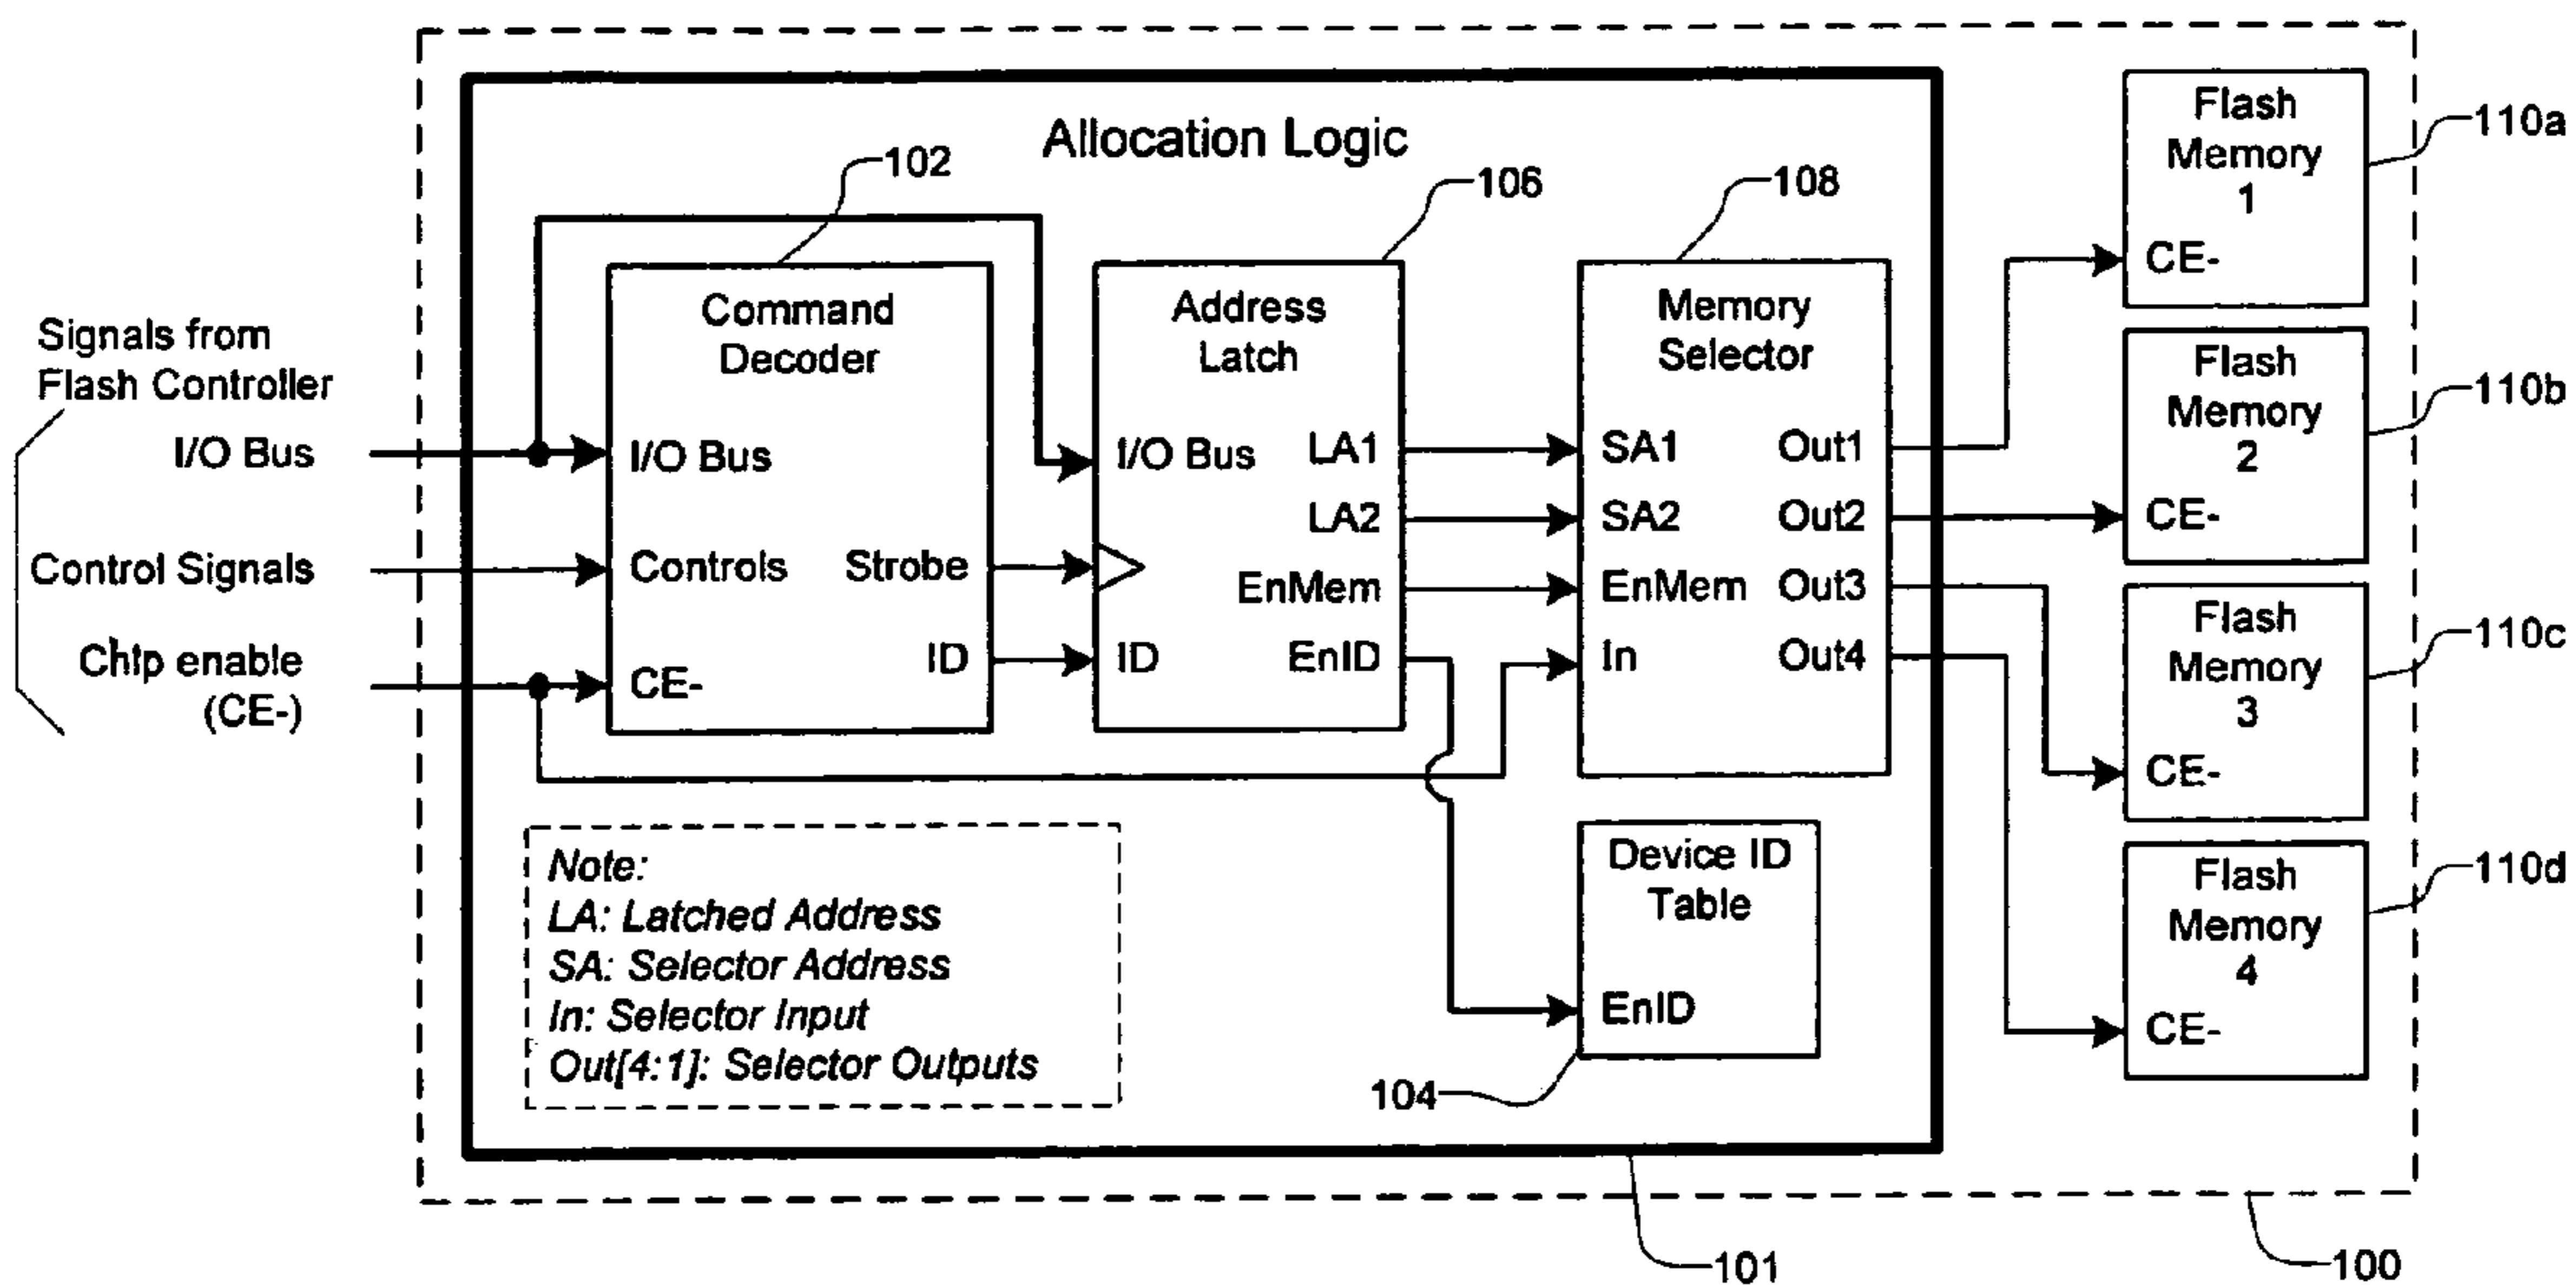 Allocation Logic
102
106
108
110a
110b
110c
110d
Signals from
Flash Controller
I/O Bus
Control Signals
Chip enable
(CE-)
Command
Decoder
I/O Bus
Controls
Strobe
ID
CE-
Address
Latch
I/O Bus
LA1
LA2
EnMem
ID
EnID
Memory
Selector
SA1
Out1
SA2
Out2
EnMem
Out3
In
Out4
Flash
Memory
1
CE-
Flash
Memory
2
CE-
Flash
Memory
3
CE-
Flash
Memory
4
CE-
Note:
LA: Latched Address
SA: Selector Address
In: Selector Input
Out[4:1]: Selector Outputs
Device ID
Table
EnID
104
101
100